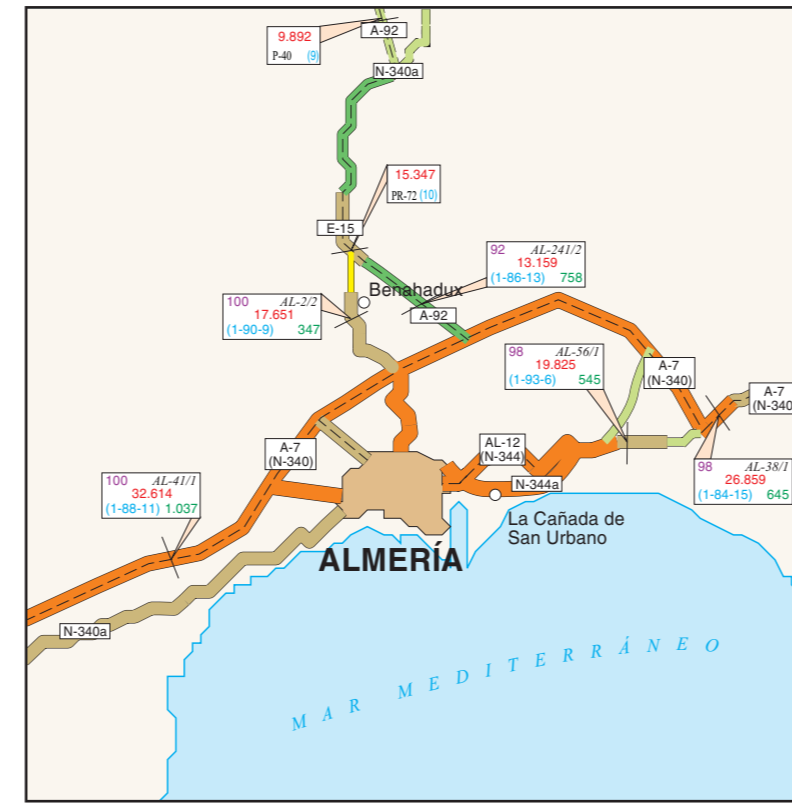 A-92
9.892
P-40 (9)
N-340a
15.347
PR-72 (10)
E-15
92 AL-241/2
13.159
(1-86-13) 758
Benahadux
100 AL-2/2
17.651
(1-90-9) 347
A-92
98 AL-56/1
19.825
(1-93-6) 545
A-7
(N-340)
A-7
(N-340
A-7
(N-340)
AL-12
(N-344)
98 AL-38/1
26.859
(1-84-15) 645
100 AL-41/1
32.614
(1-88-11) 1.037
N-344a
La Cañada de
San Urbano
ALMERÍA
N-340a
MAR MEDITERRÁNEO